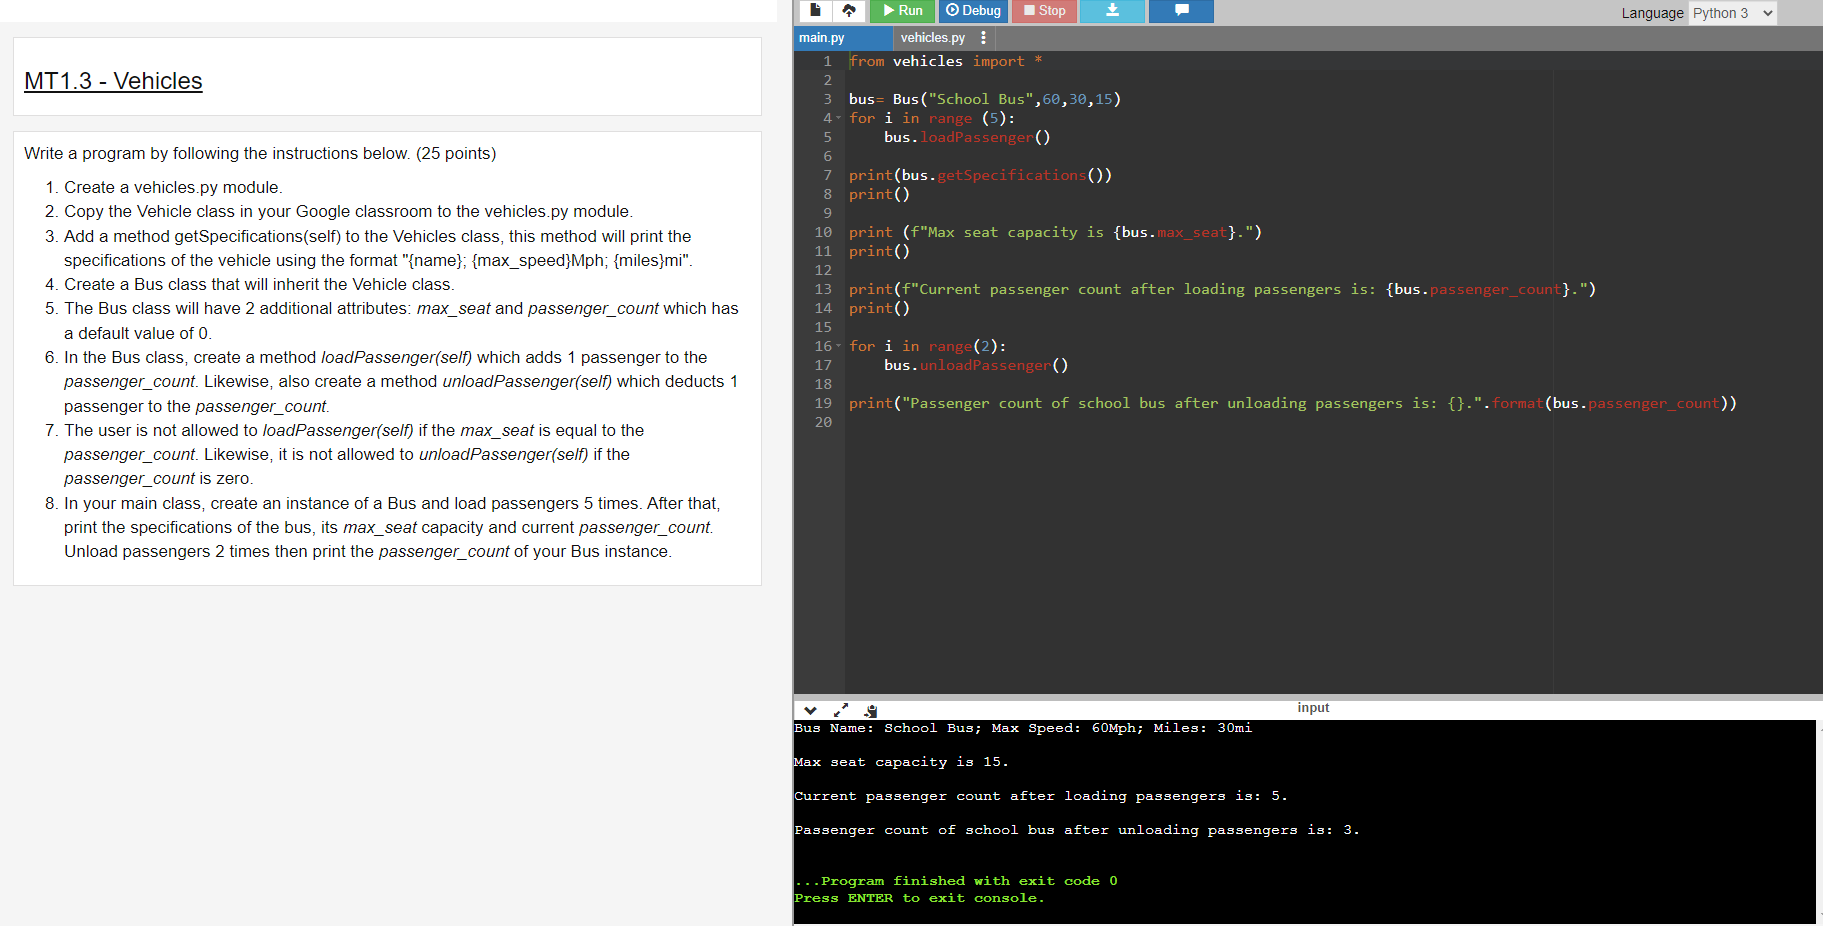 MT1.3 - Vehicles
Write a program by following the instructions below. (25 points)
1. Create a vehicles.py module.
2. Copy the Vehicle class in your Google classroom to the vehicles.py module.
3. Add a method getSpecifications(self) to the Vehicles class, this method will print the
specifications of the vehicle using the format "{name}; {max_speed}Mph; {miles}mi".
4. Create a Bus class that will inherit the Vehicle class.
5. The Bus class will have 2 additional attributes: max_seat and passenger_count which has
a default value of 0.
6. In the Bus class, create a method loadPassenger(self) which adds 1 passenger to the
passenger_count. Likewise, also create a method unloadPassenger(self) which deducts 1
passenger to the passenger_count.
7. The user is not allowed to loadPassenger(self) if the max_seat is equal to the
passenger_count. Likewise, it is not allowed to unloadPassenger(self) if the
passenger_count is zero.
8. In your main class, create an instance of a Bus and load passengers 5 times. After that,
print the specifications of the bus, its max_seat capacity and current passenger_count.
Unload passengers 2 times then print the passenger_count of your Bus instance.
Run Debug Stop Language Python 3
main.py vehicles.py
1 from vehicles import *
2
3 bus= Bus("School Bus",60,30,15)
4 for i in range (5):
5 bus.loadPassenger()
6
7 print(bus.getSpecifications())
8 print()
9
10 print (f"Max seat capacity is {bus.max_seat}.")
11 print()
12
13 print(f"Current passenger count after loading passengers is: {bus.passenger_count}.")
14 print()
15
16 for i in range(2):
17 bus.unloadPassenger()
18
19 print("Passenger count of school bus after unloading passengers is: {}.".format(bus.passenger_count))
20
input
Bus Name: School Bus; Max Speed: 60Mph; Miles: 30mi
Max seat capacity is 15.
Current passenger count after loading passengers is: 5.
Passenger count of school bus after unloading passengers is: 3.
...Program finished with exit code 0
Press ENTER to exit console.